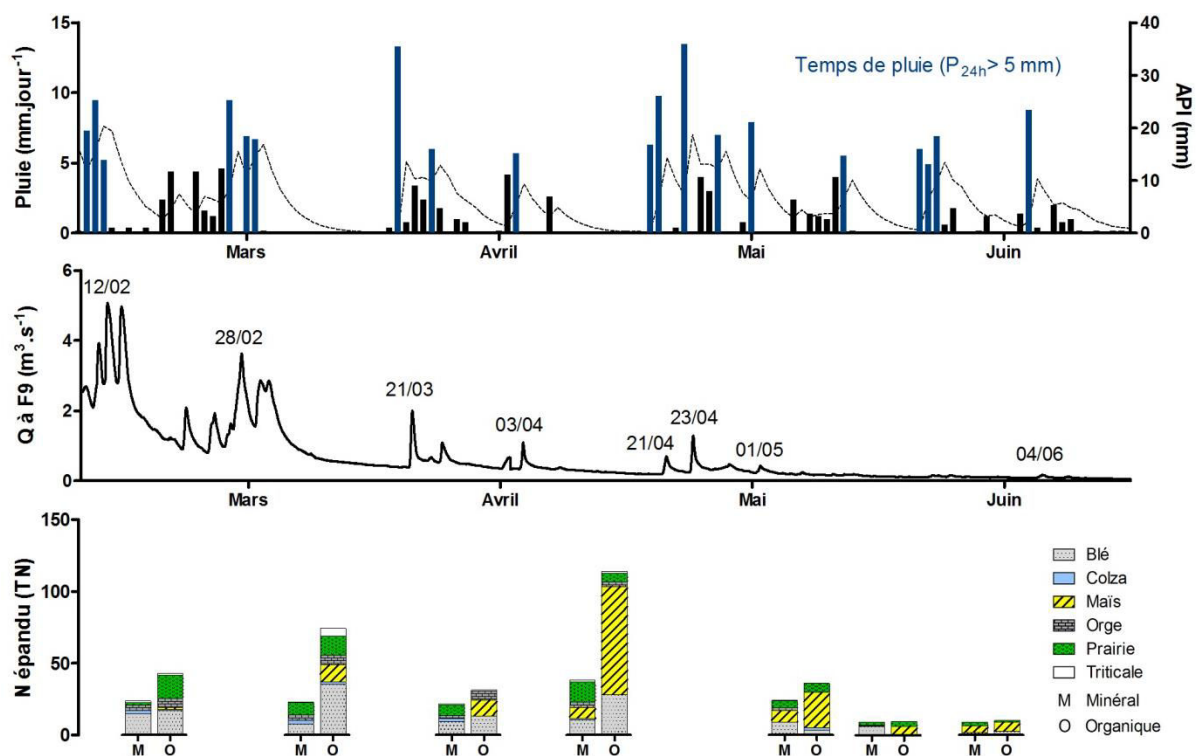 15
10
5
0
Pluie (mm.jour⁻¹)
Temps de pluie (P24h> 5 mm)
40
30
20
10
0
API (mm)
Mars
Avril
Mai
Juin
6
4
2
0
Q à F9 (m³.s⁻¹)
12/02
28/02
21/03
03/04
21/04
23/04
01/05
04/06
Mars
Avril
Mai
Juin
150
100
50
0
N épandu (TN)
Blé
Colza
Maïs
Orge
Prairie
Triticale
M Minéral
O Organique
M O
M O
M O
M O
M O
M O
M O